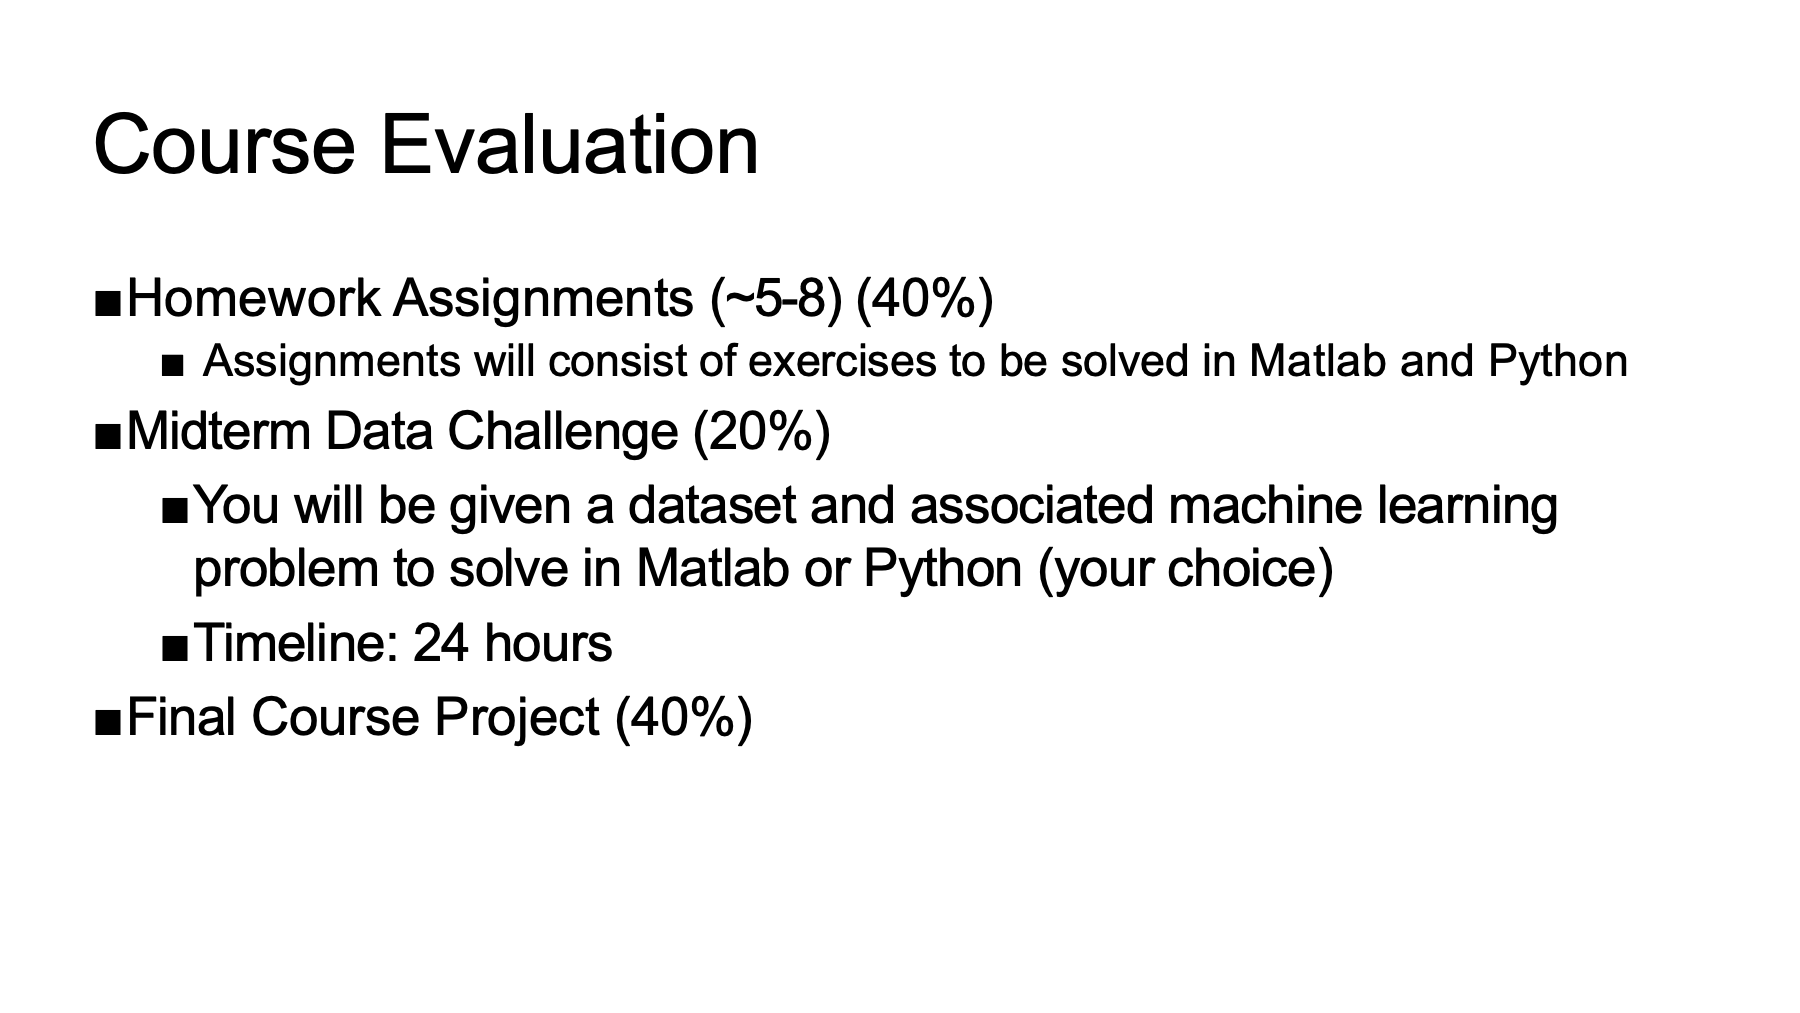 Course Evaluation
■Homework Assignments (~5-8) (40%)
■ Assignments will consist of exercises to be solved in Matlab and Python
■Midterm Data Challenge (20%)
■You will be given a dataset and associated machine learning
problem to solve in Matlab or Python (your choice)
■Timeline: 24 hours
■Final Course Project (40%)